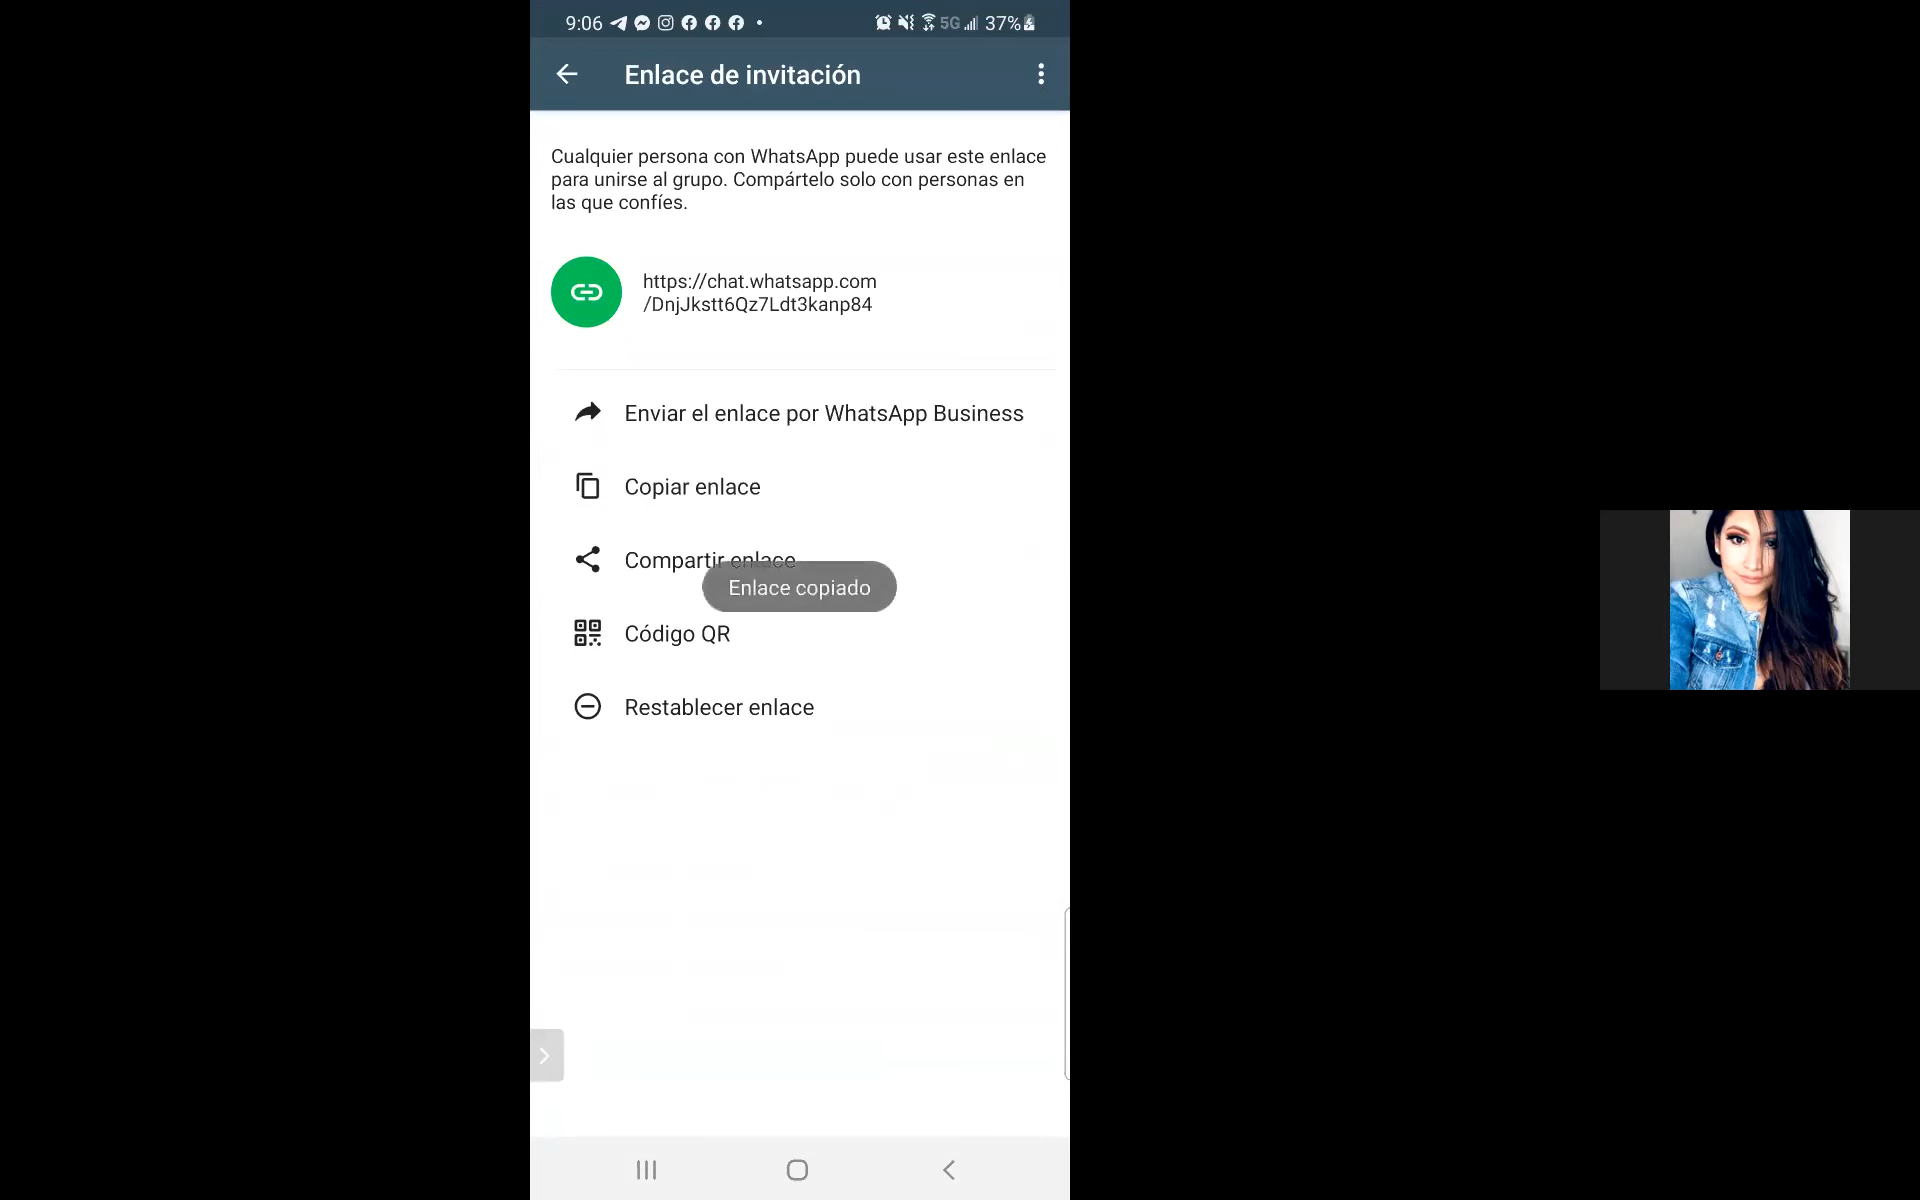 9:06 5G 37%
Enlace de invitación
Cualquier persona con WhatsApp puede usar este enlace
para unirse al grupo. Compártelo solo con personas en
las que confíes.
https://chat.whatsapp.com
/DnjJkstt6Qz7Ldt3kanp84
Enviar el enlace por WhatsApp Business
Copiar enlace
Compartir enlace
Enlace copiado
Código QR
Restablecer enlace